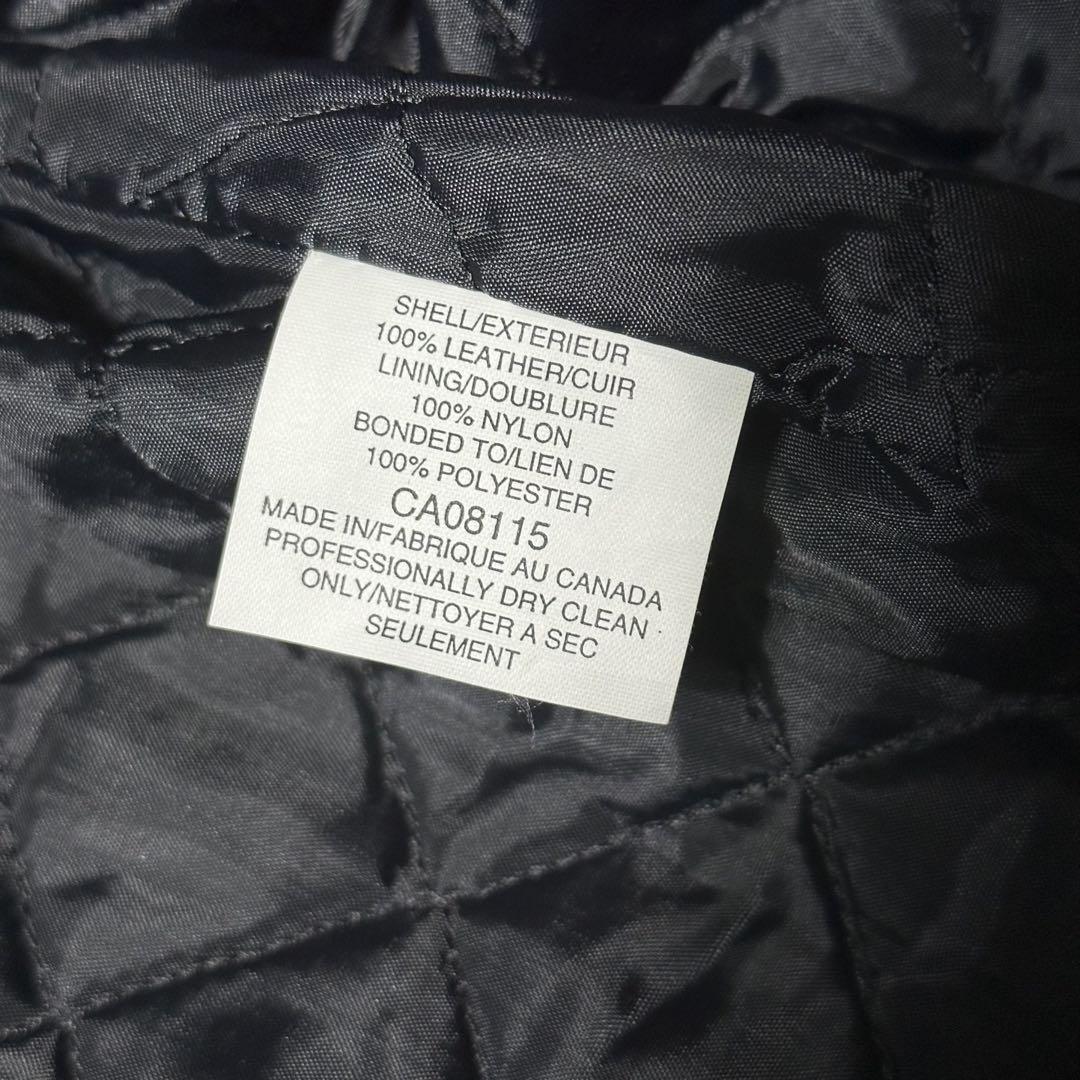 SHELL/EXTERIEUR
100% LEATHER/CUIR
LINING/DOUBLURE
100% NYLON
BONDED TO/LIEN DE
100% POLYESTER
CA08115
MADE IN/FABRIQUE AU CANADA
PROFESSIONALLY DRY CLEAN
ONLY/NETTOYER A SEC
SEULEMENT